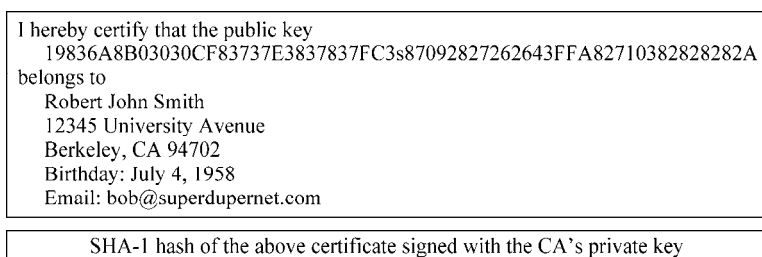 I hereby certify that the public key
19836A8B03030CF83737E3837837FC3s87092827262643FFA82710382828282A
belongs to
Robert John Smith
12345 University Avenue
Berkeley, CA 94702
Birthday: July 4, 1958
Email: bob@superdupernet.com
SHA-1 hash of the above certificate signed with the CA's private key